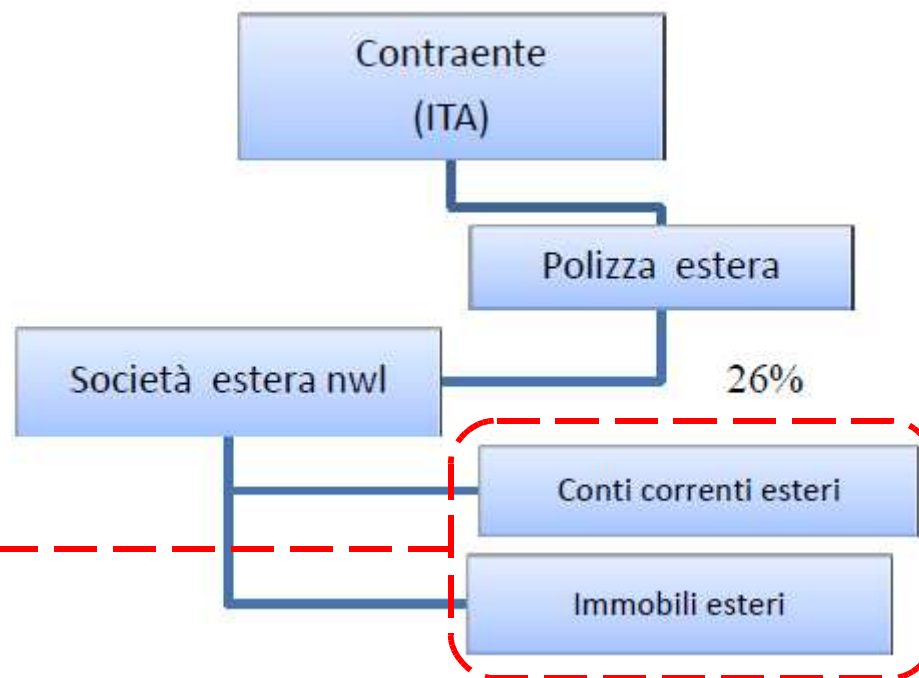 Contraente
(ITA)
Polizza estera
Società estera nwl
26%
Conti correnti esteri
Immobili esteri